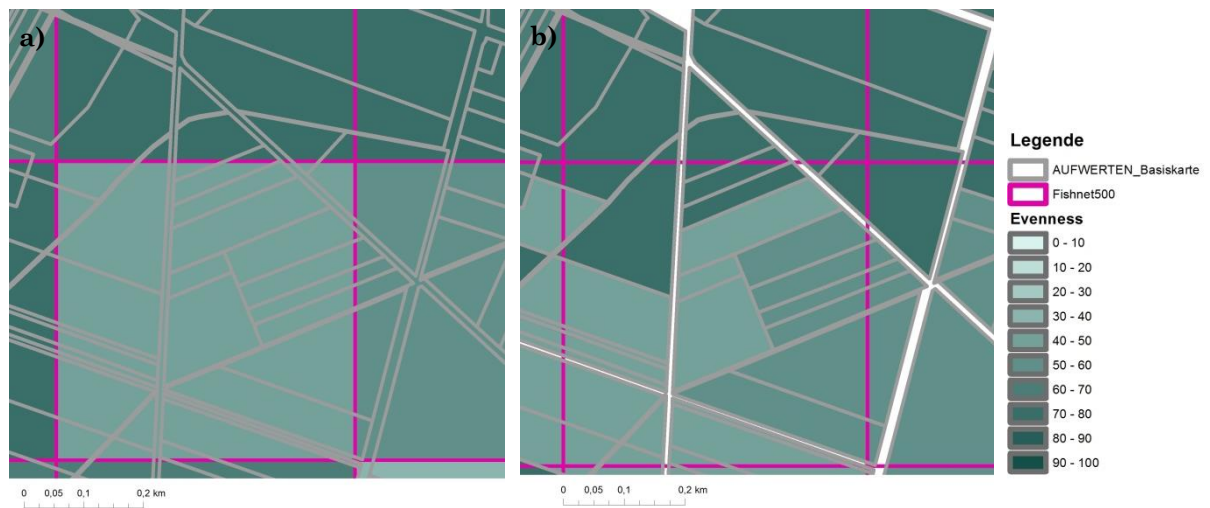 a)
b)
Legende
AUFWERTEN_Basiskarte
Fishnet500
Evenness
0 - 10
10 - 20
20 - 30
30 - 40
40 - 50
50 - 60
60 - 70
70 - 80
80 - 90
90 - 100
0 0,05 0,1 0,2 km
0 0,05 0,1 0,2 km